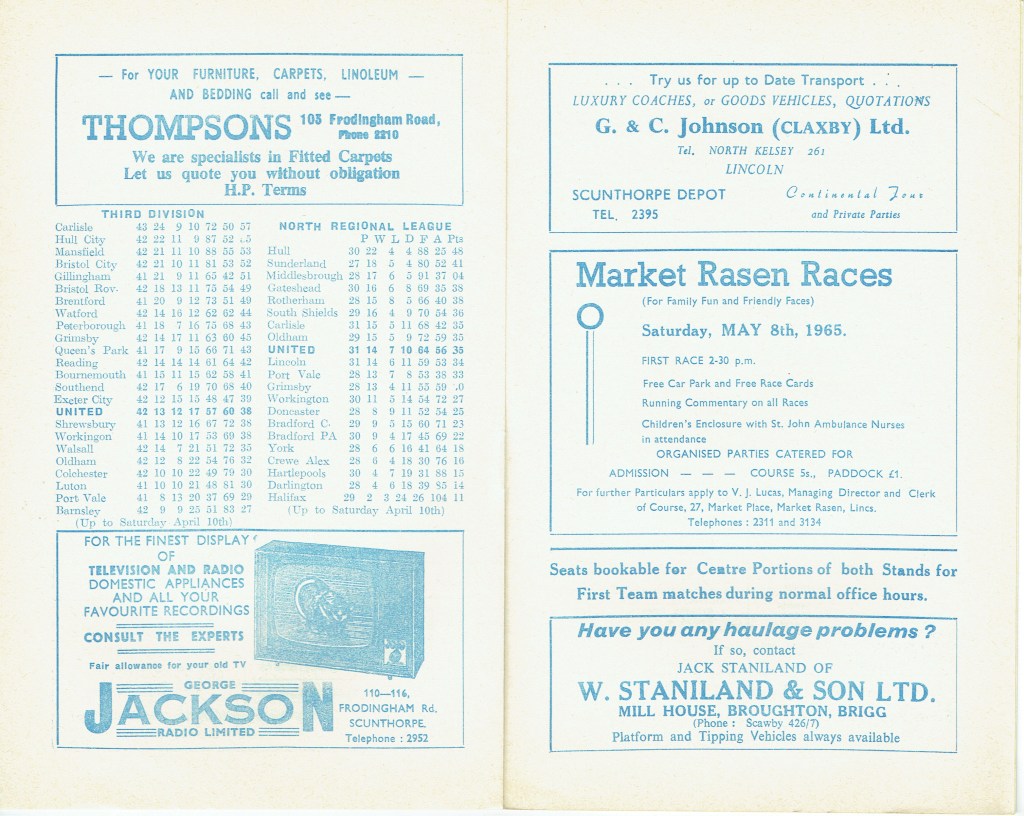 — For YOUR FURNITURE, CARPETS, LINOLEUM —
AND BEDDING call and see —
THOMPSONS 103 Frodingham Road,
Phone 2210
We are specialists in Fitted Carpets
Let us quote you without obligation
H.P. Terms
THIRD DIVISION
Carlisle 43 24 9 10 72 50 57
Hull City 42 22 11 9 87 52
Mansfield 42 21 11 10 88 55 53
Bristol City 42 21 10 11 81 53 52
Gillingham 41 21 9 11 65 42 51
Bristol Rov. 42 18 13 11 75 54 49
Brentford 41 20 9 12 73 51 49
Watford 42 14 16 12 62 62 44
Peterborough 41 18 7 16 75 68 43
Grimsby 42 14 17 11 63 60 45
Queen's Park 41 17 9 15 66 71 43
Reading 42 14 14 14 61 64 42
Bournemouth 41 15 11 15 62 58 41
Southend 42 17 6 19 70 68 40
Exeter City 42 12 15 15 48 47 39
UNITED 42 13 12 17 57 60 38
Shrewsbury 41 13 12 16 67 72 38
Workingon 41 14 10 17 53 69 38
Walsall 42 14 7 21 51 72 35
Oldham 42 12 8 22 54 76 32
Colchester 42 10 10 22 49 79 30
Luton 41 10 10 21 48 81 30
Port Vale 41 8 13 20 37 69 29
Barnsley 42 9 9 25 51 83 27
(Up to Saturday April 10th)
NORTH REGIONAL LEAGUE
P W L D F A Pts
Hull 30 22 4 4 88 25 48
Sunderland 27 18 5 4 80 52 41
Middlesbrough 28 17 6 5 91 37 04
Gateshead 30 16 6 8 69 35 38
Rotherham 28 15 8 5 66 40 38
South Shields 29 16 4 9 70 54 36
Carlisle 31 15 5 11 68 42 35
Oldham 29 15 5 9 72 59 35
UNITED 31 14 7 10 64 56 35
Lincoln 31 14 6 11 59 53 34
Port Vale 28 13 7 8 53 38 33
Grimsby 28 13 4 11 55 59
Workington 30 11 5 14 54 72 27
Doncaster 28 8 9 11 52 54 25
Bradford C. 29 9 5 15 60 71 23
Bradford PA 30 9 4 17 45 69 22
York 28 6 6 16 41 64 18
Crewe Alex 28 6 4 18 30 76 16
Hartlepools 30 4 7 19 31 88 15
Darlington 28 4 6 18 39 85 14
Halifax 29 2 3 24 26 104 11
(Up to Saturday April 10th)
FOR THE FINEST DISPLAY
OF
TELEVISION AND RADIO
DOMESTIC APPLIANCES
AND ALL YOUR
FAVOURITE RECORDINGS
CONSULT THE EXPERTS
Fair allowance for your old TV
GEORGE
JACKSON
RADIO LIMITED
110—116,
FRODINGHAM Rd.
SCUNTHORPE.
Telephone : 2952
. . . Try us for up to Date Transport . . .
LUXURY COACHES, or GOODS VEHICLES, QUOTATIONS
G. & C. Johnson (CLAXBY) Ltd.
Tel. NORTH KELSEY 261
LINCOLN
SCUNTHORPE DEPOT
TEL. 2395
Continental Tour
and Private Parties
Market Rasen Races
(For Family Fun and Friendly Faces)
Saturday, MAY 8th, 1965.
FIRST RACE 2-30 p.m.
Free Car Park and Free Race Cards
Running Commentary on all Races
Children's Enclosure with St. John Ambulance Nurses
in attendance
ORGANISED PARTIES CATERED FOR
ADMISSION — — — COURSE 5s., PADDOCK £1.
For further Particulars apply to V. J. Lucas, Managing Director and Clerk
of Course, 27, Market Place, Market Rasen, Lincs.
Telephones : 2311 and 3134
Seats bookable for Centre Portions of both Stands for
First Team matches during normal office hours.
Have you any haulage problems ?
If so, contact
JACK STANILAND OF
W. STANILAND & SON LTD.
MILL HOUSE, BROUGHTON, BRIGG
(Phone : Scawby 426/7)
Platform and Tipping Vehicles always available